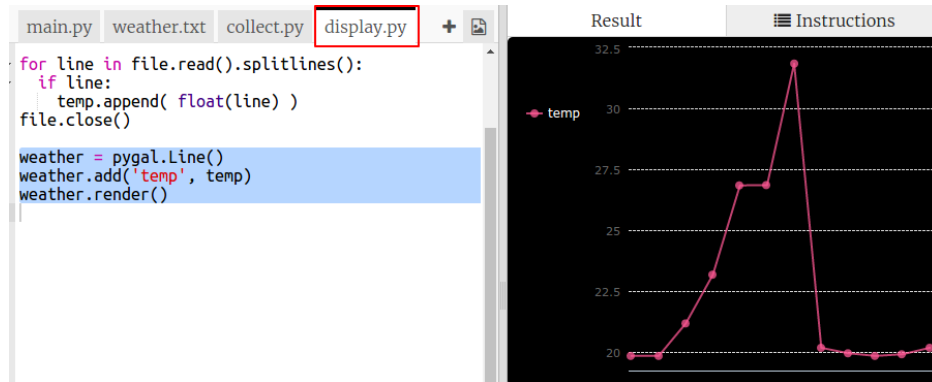 main.py weather.txt collect.py display.py +
for line in file.read().splitlines():
if line:
temp.append( float(line) )
file.close()
weather = pygal.Line()
weather.add('temp', temp)
weather.render()
Result Instructions
temp
32.5
30
27.5
25
22.5
20